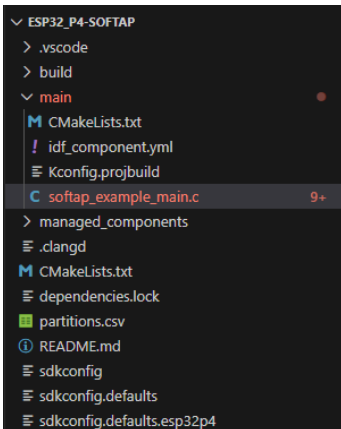 ESP32_P4-SOFTAP
.vscode
build
main
CMakeLists.txt
idf_component.yml
Kconfig.projbuild
softap_example_main.c 9+
managed_components
.clangd
CMakeLists.txt
dependencies.lock
partitions.csv
README.md
sdkconfig
sdkconfig.defaults
sdkconfig.defaults.esp32p4